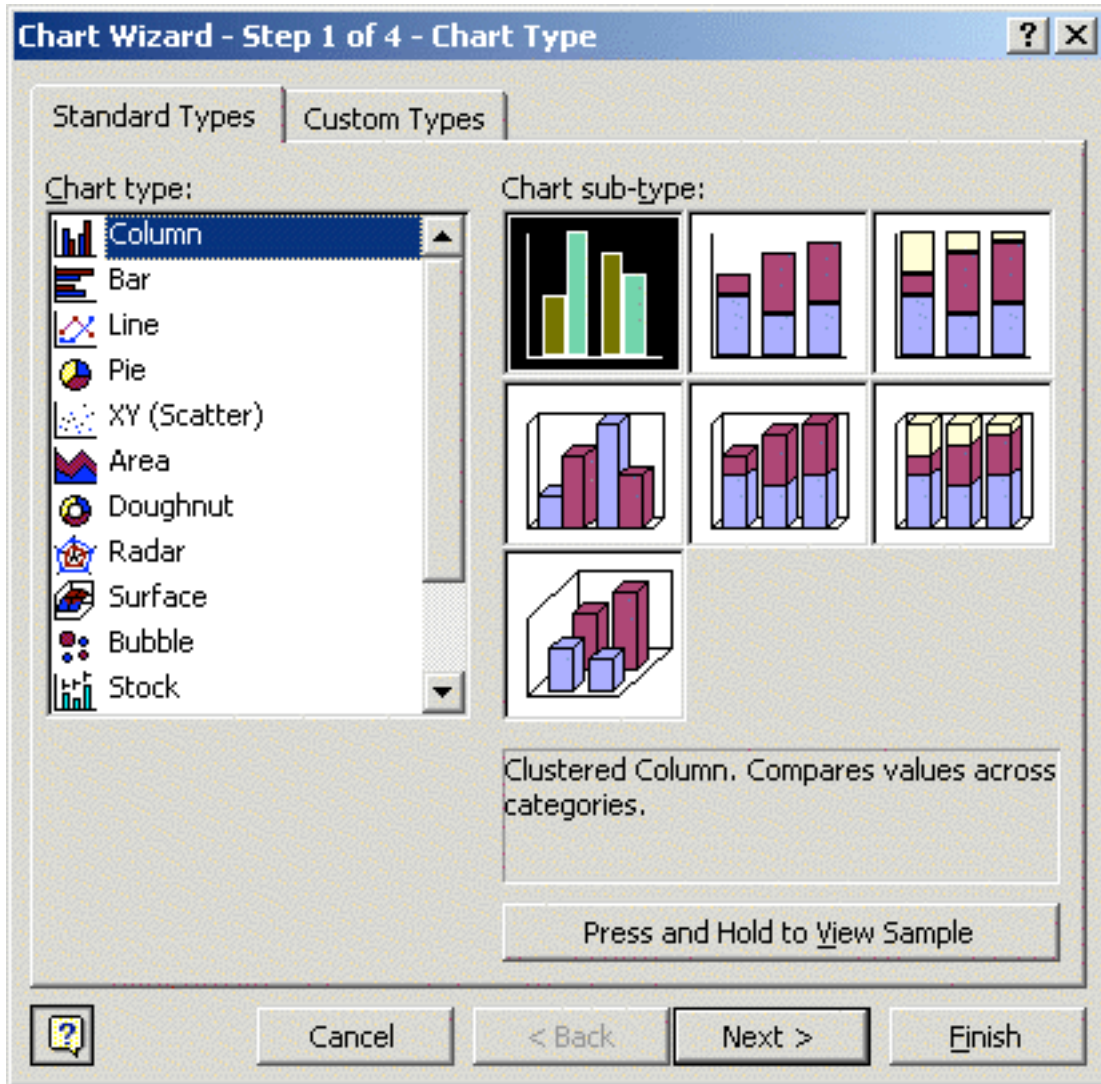 Chart Wizard - Step 1 of 4 - Chart Type
Standard Types
Custom Types
Chart type:
Column
Bar
Line
Pie
XY (Scatter)
Area
Doughnut
Radar
Surface
Bubble
Stock
Chart sub-type:
Clustered Column. Compares values across
categories.
Press and Hold to View Sample
Cancel
< Back
Next >
Finish